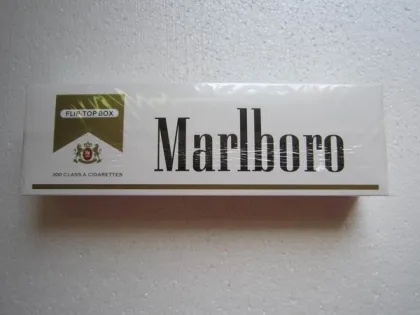 FLIP-TOP BOX
Marlboro
200 CLASS A CIGARETTES